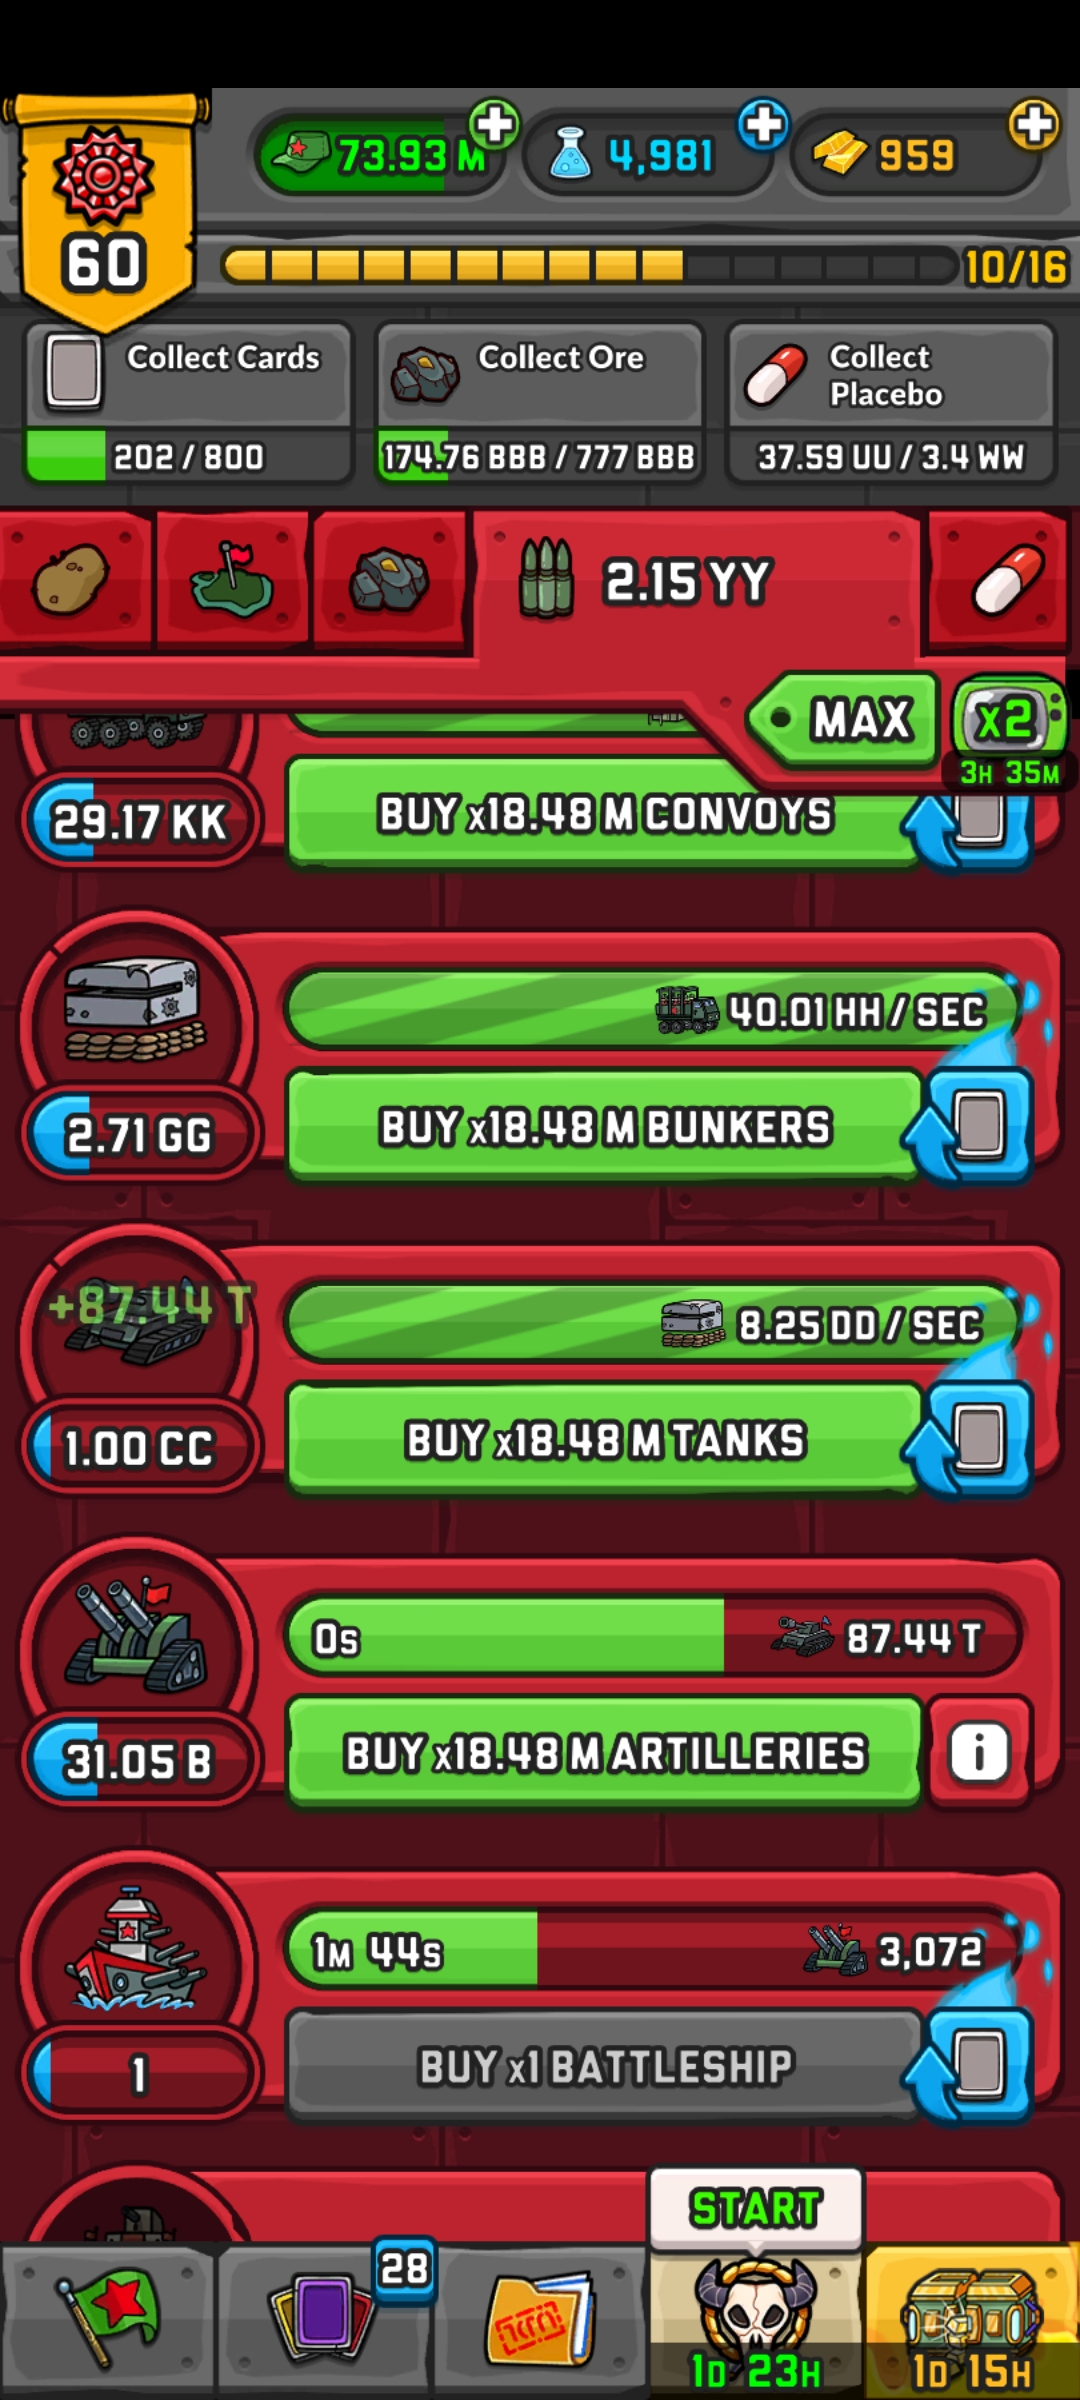 73.93 M
4,981
959
60
10/16
Collect Cards
202 / 800
Collect Ore
174.76 BBB / 777 BBB
Collect
Placebo
37.59 UU / 3.4 WW
2.15 YY
MAX
x2
3H 35M
29.17 KK
BUY x18.48 M CONVOYS
40.01 HH / SEC
2.71 GG
BUY x18.48 M BUNKERS
+87.44 T
8.25 DD / SEC
1.00 CC
BUY x18.48 M TANKS
0s
87.44 T
31.05 B
BUY x18.48 M ARTILLERIES
i
1M 44s
3,072
1
BUY x1 BATTLESHIP
START
28
1D 23H
1D 15H